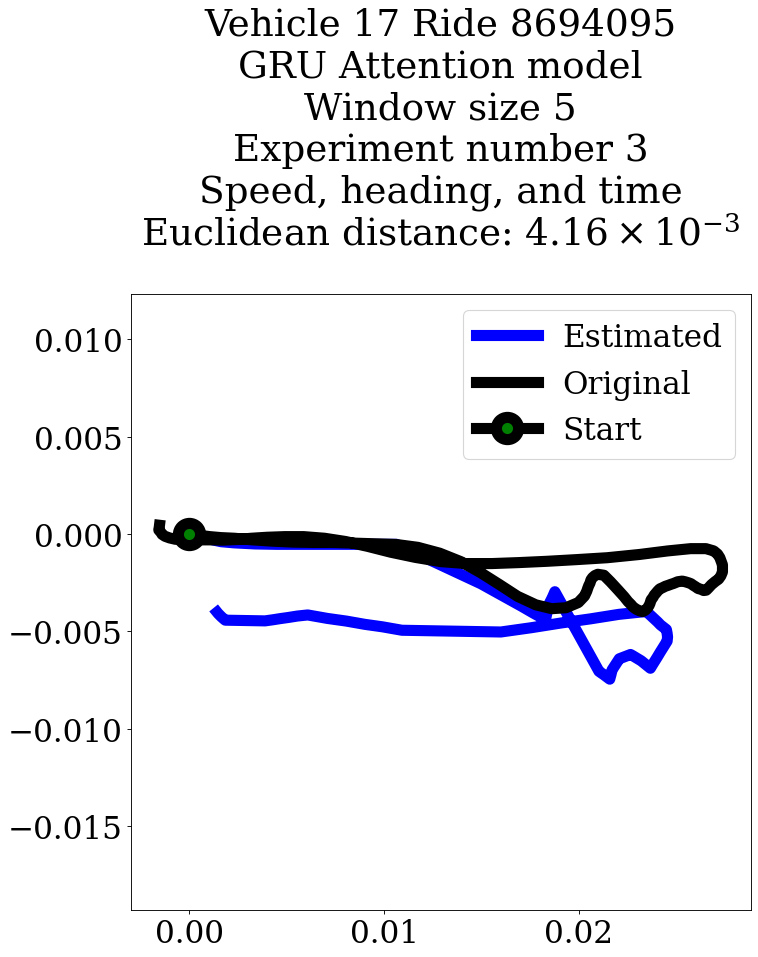 Vehicle 17 Ride 8694095
GRU Attention model
Window size 5
Experiment number 3
Speed, heading, and time
Euclidean distance: 4.16 × 10⁻³
Estimated
Original
Start
0.010
0.005
0.000
−0.005
−0.010
−0.015
0.00 0.01 0.02